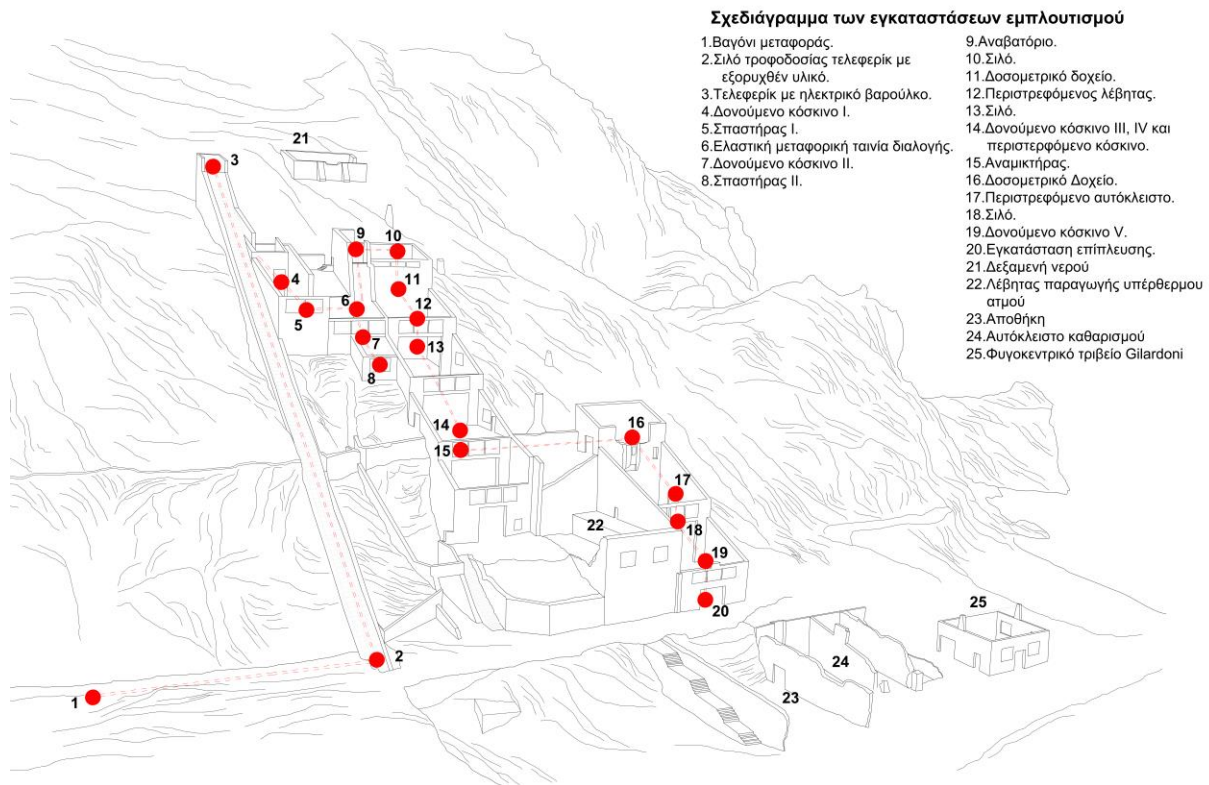 Σχεδιάγραμμα των εγκαταστάσεων εμπλουτισμού
1.Βαγόνι μεταφοράς.
2.Σιλό τροφοδοσίας τελεφερίκ με
εξορυχθέν υλικό.
3.Τελεφερίκ με ηλεκτρικό βαρούλκο.
4.Δονούμενο κόσκινο I.
5.Σπαστήρας I.
6.Ελαστική μεταφορική ταινία διαλογής.
7.Δονούμενο κόσκινο II.
8.Σπαστήρας II.
9.Αναβατόριο.
10.Σιλό.
11.Δοσομετρικό δοχείο.
12.Περιστρεφόμενος λέβητας.
13.Σιλό.
14.Δονούμενο κόσκινο III, IV και
περιστερφόμενο κόσκινο.
15.Αναμικτήρας.
16.Δοσομετρικό Δοχείο.
17.Περιστρεφόμενο αυτόκλειστο.
18.Σιλό.
19.Δονούμενο κόσκινο V.
20.Εγκατάσταση επίπλευσης.
21.Δεξαμενή νερού
22.Λέβητας παραγωγής υπέρθερμου
ατμού
23.Αποθήκη
24.Αυτόκλειστο καθαρισμού
25.Φυγοκεντρικό τριβείο Gilardoni
21
3
9
10
4
11
5
6
12
7
13
8
14
16
15
17
22
18
19
20
25
24
2
23
1